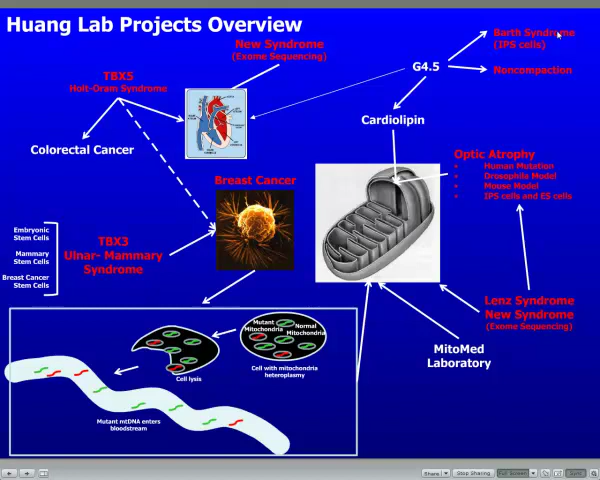 Huang Lab Projects Overview
New Syndrome
(Exome Sequencing)
Barth Syndrome
(IPS cells)
G4.5
Noncompaction
TBX5
Holt-Oram Syndrome
Cardiolipin
Colorectal Cancer
Optic Atrophy
• Human Mutation
• Drosophila Model
• Mouse Model
• IPS cells and ES cells
Breast Cancer
Embryonic
Stem Cells
Mammary
Stem Cells
Breast Cancer
Stem Cells
TBX3
Ulnar- Mammary
Syndrome
Lenz Syndrome
New Syndrome
(Exome Sequencing)
MitoMed
Laboratory
Mutant
Mitochondria
Normal
Mitochondria
Cell lysis
Cell with mitochondria
heteroplasmy
Mutant mtDNA enters
bloodstream
Share
Stop Sharing
Full Screen
Sync